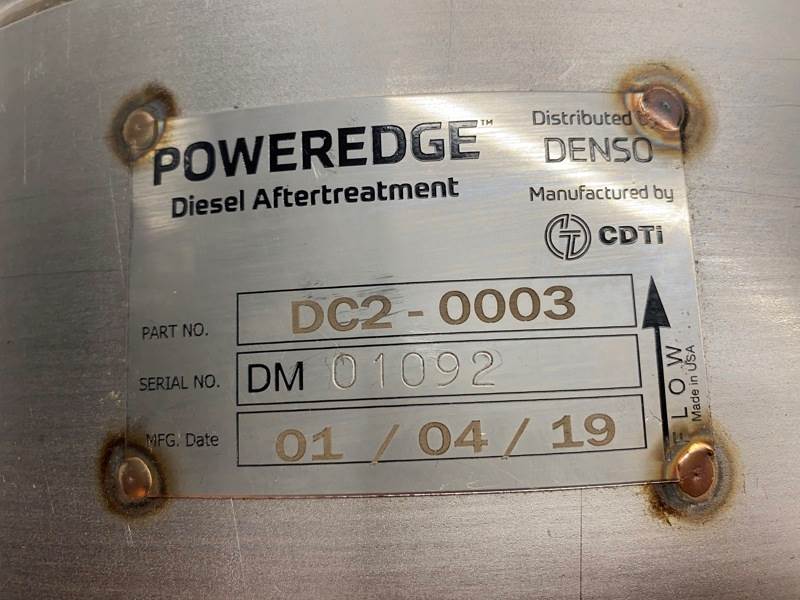 POWEREDGE™
Diesel Aftertreatment
Distributed
DENSO
Manufactured by
CDTi
PART NO. DC2-0003
SERIAL NO. DM 01092
MFG. Date 01 / 04 / 19
FLOW
Made in USA